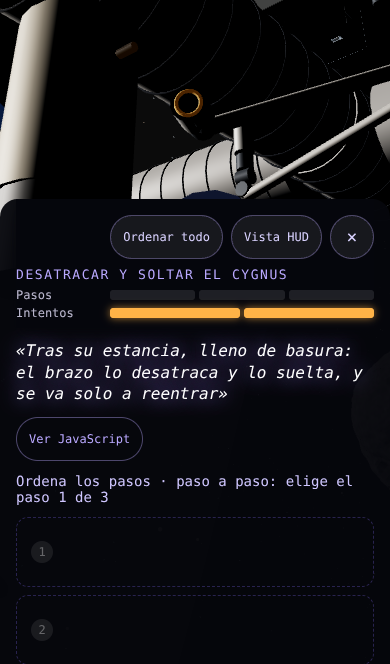 Ordenar todo
Vista HUD
×
DESATRACAR Y SOLTAR EL CYGNUS
Pasos
Intentos
«Tras su estancia, lleno de basura:
el brazo lo desatraca y lo suelta, y
se va solo a reentrar»
Ver JavaScript
Ordena los pasos · paso a paso: elige el
paso 1 de 3
1
2